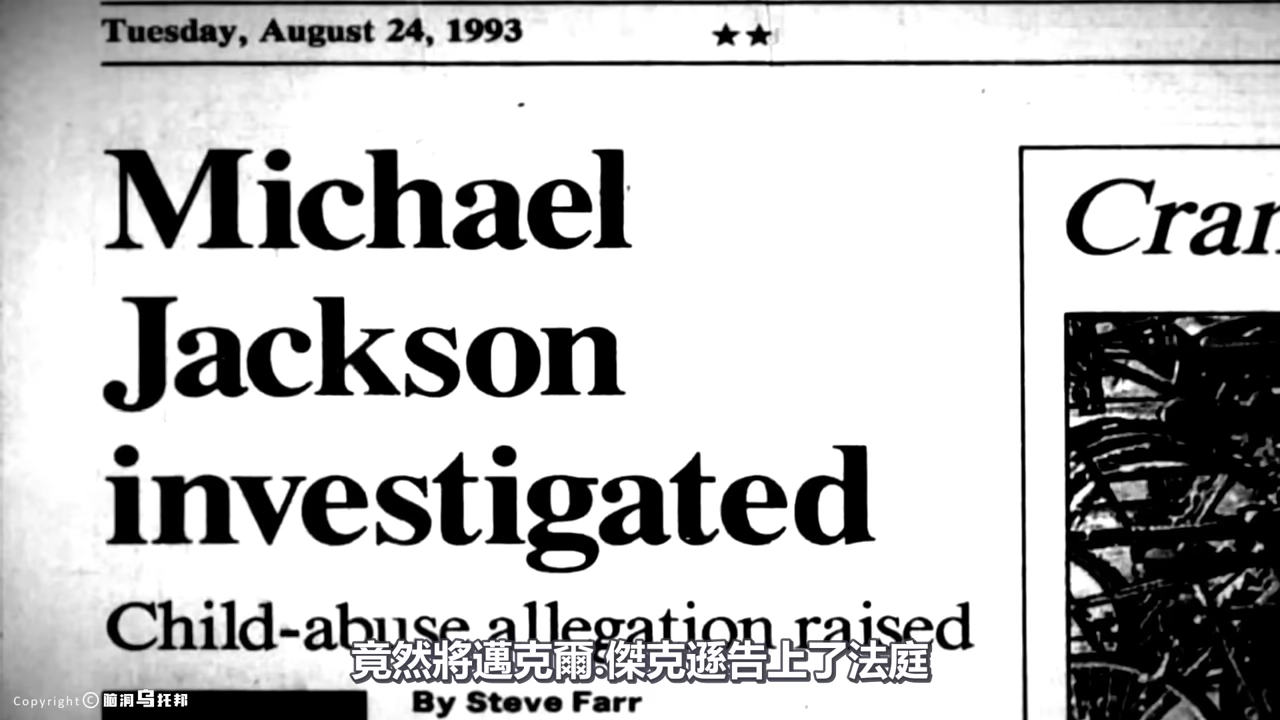 Tuesday, August 24, 1993 ★★
Michael
Jackson
investigated
Child-abuse allegation raised
By Steve Farr
竟然將邁克爾·傑克遜告上了法庭
Copyright © 脑洞乌托邦